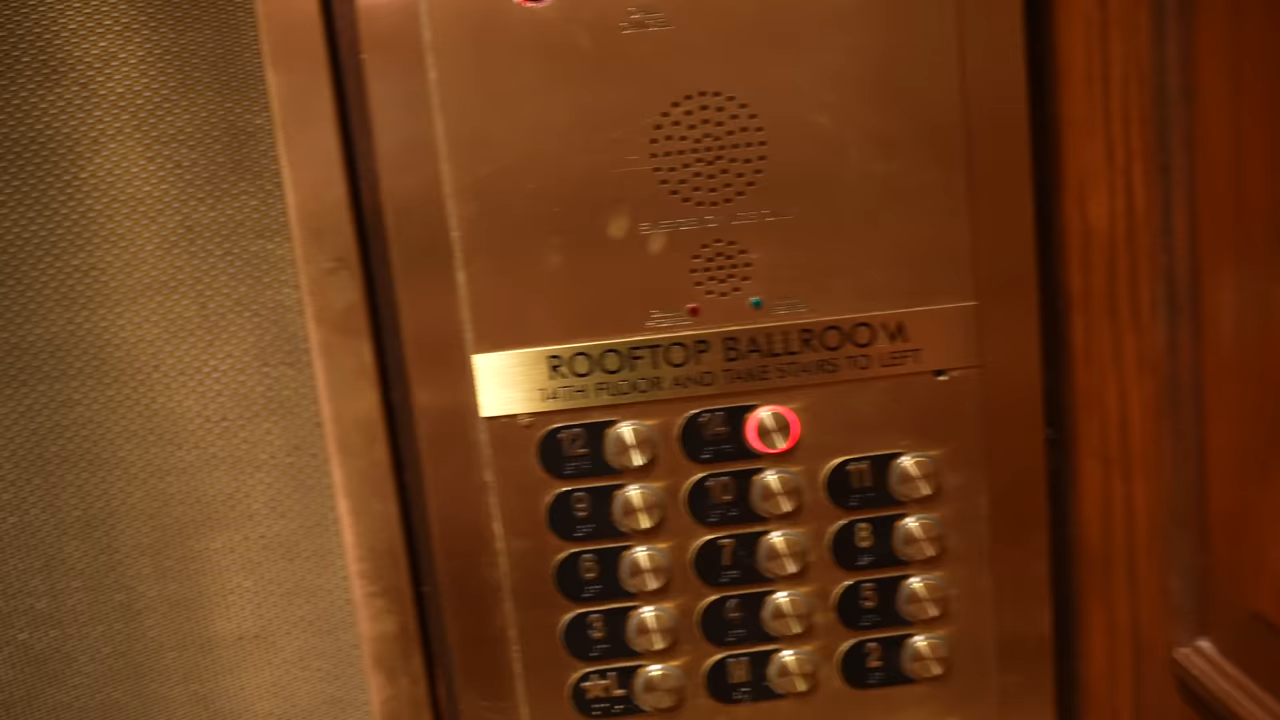 ROOFTOP BALLROOM
14TH FLOOR AND TAKE STAIRS TO LEFT
12 14
9 10 11
6 7 8
3 4 5
★L M 2